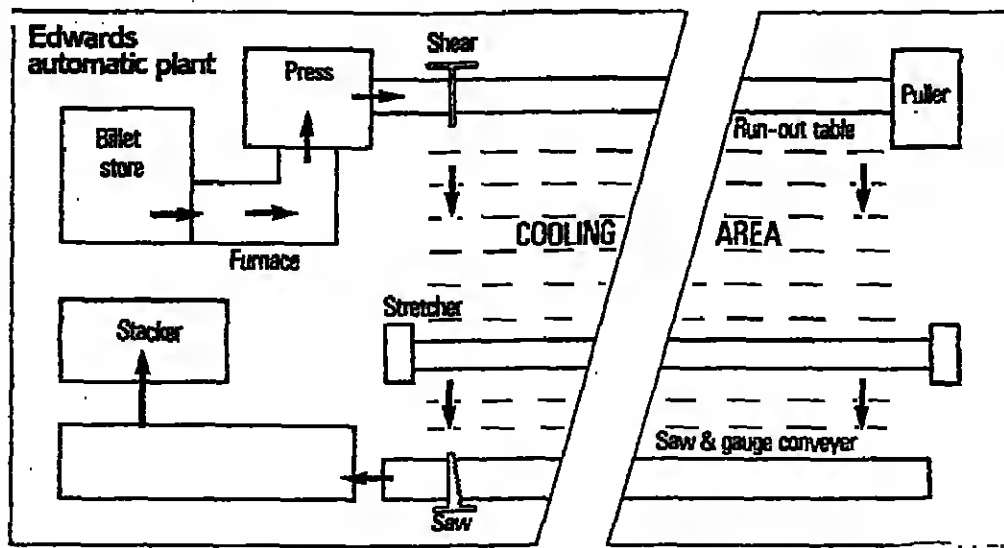 Edwards
automatic plant
Shear
Press
Puller
Billet
store
Run-out table
COOLING AREA
Furnace
Stretcher
Stacker
Saw & gauge conveyer
Saw